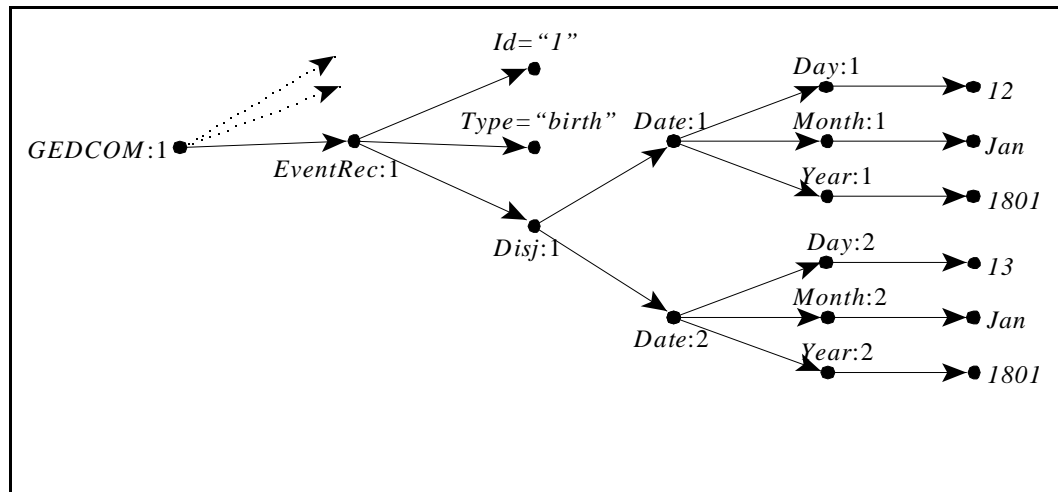 Id=“1”
Day:1
12
Type=“birth”
Date:1
Month:1
Jan
GEDCOM:1
EventRec:1
Year:1
1801
Disj:1
Day:2
13
Month:2
Jan
Date:2
Year:2
1801